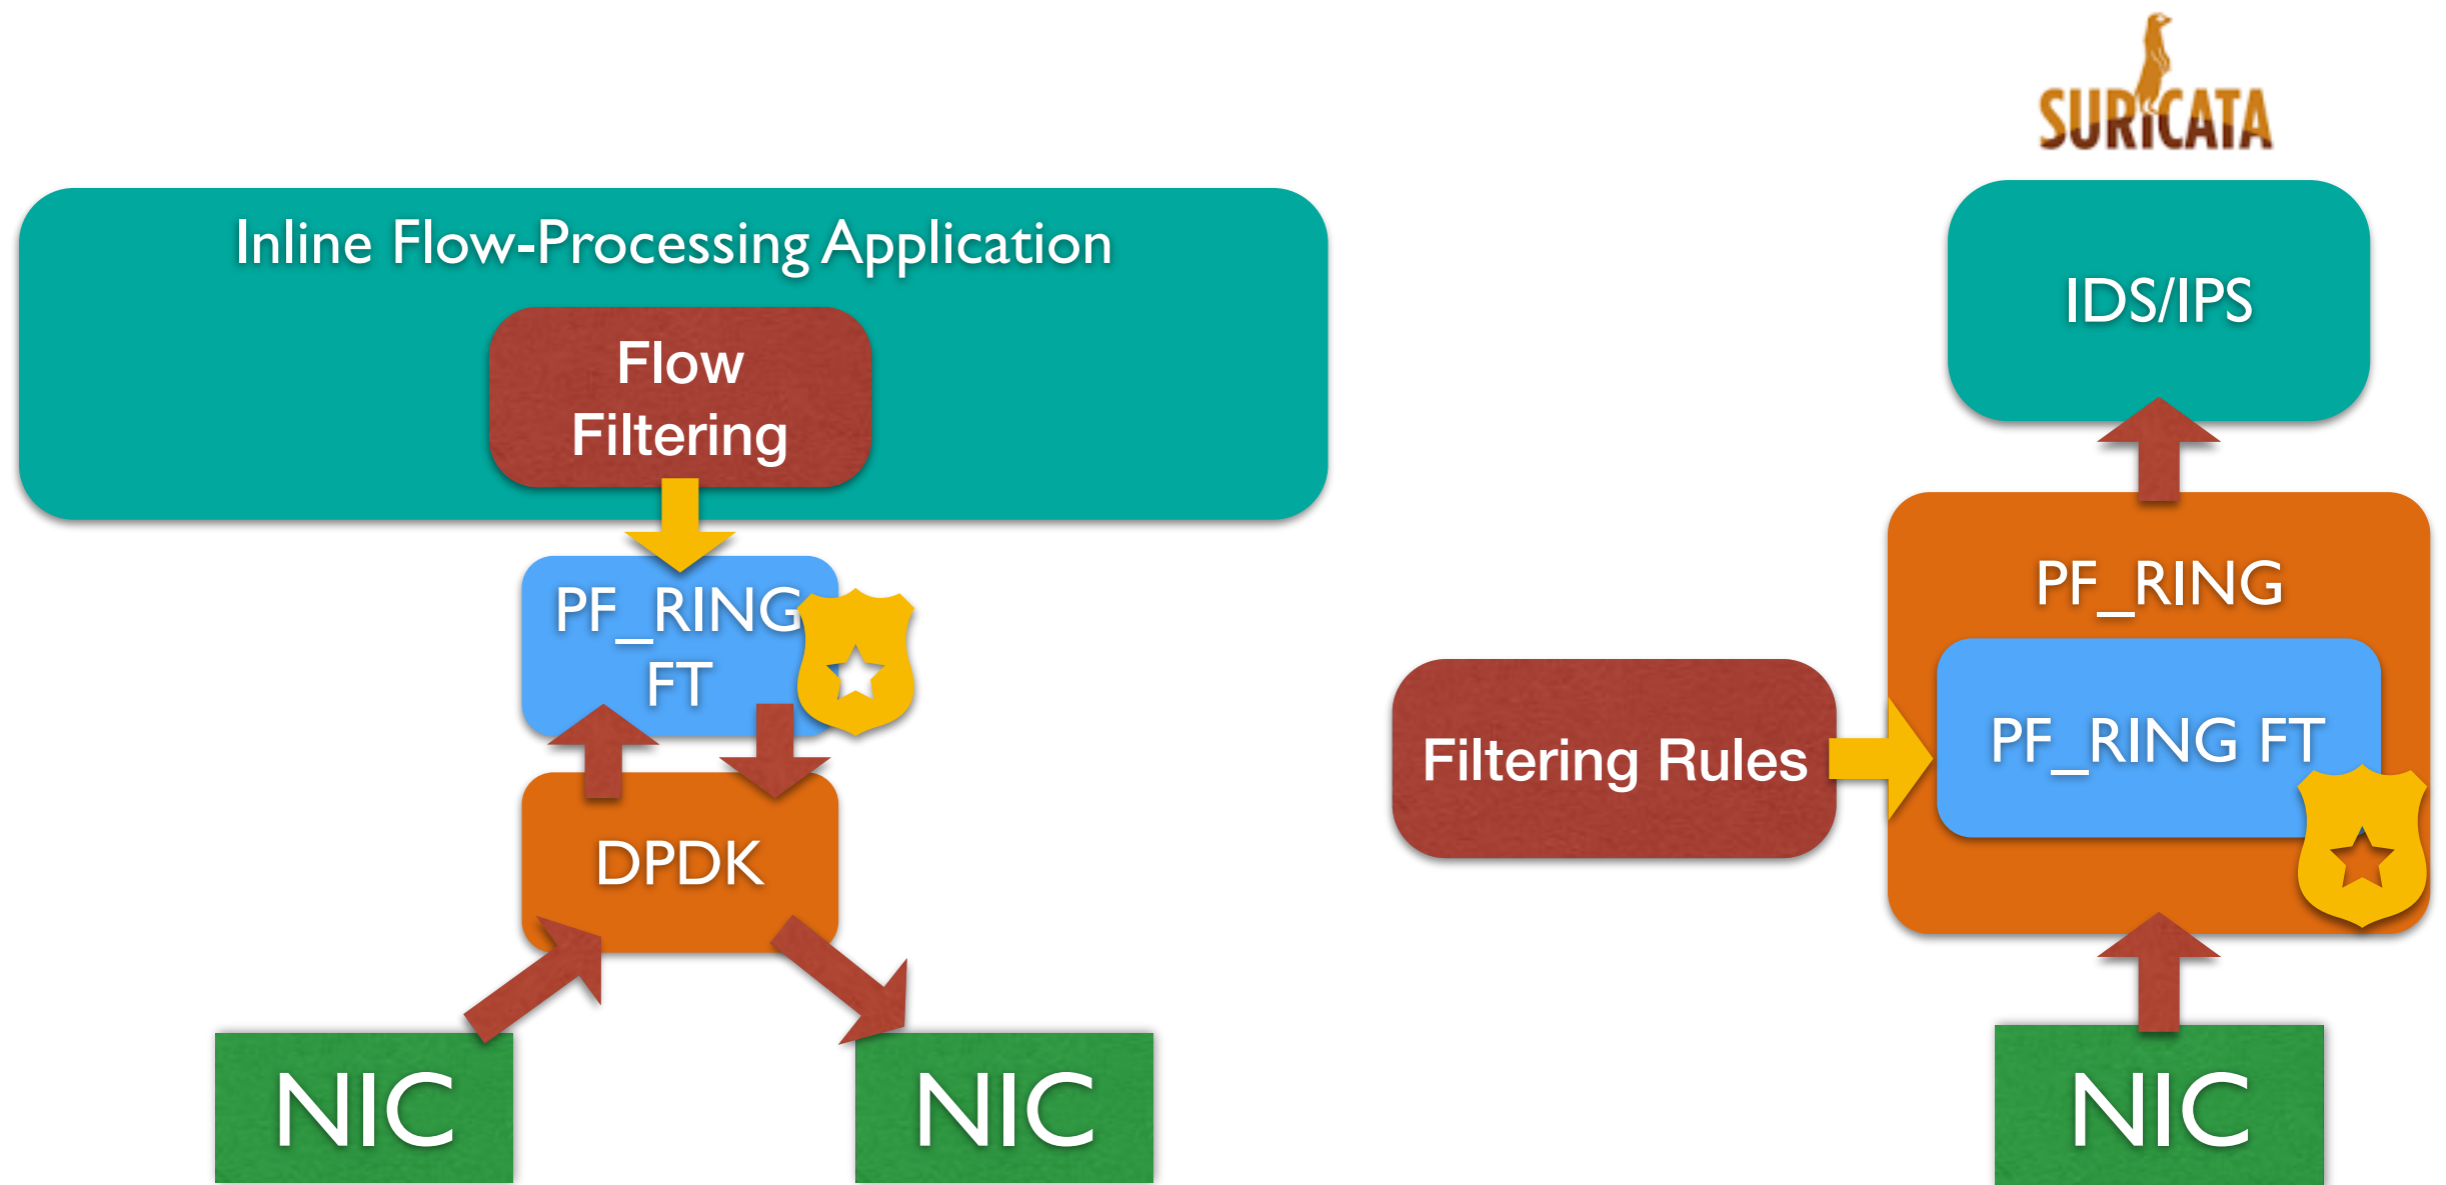 SURiCATA
Inline Flow-Processing Application
Flow
Filtering
PF_RING
FT
DPDK
NIC
NIC
IDS/IPS
PF_RING
PF_RING FT
Filtering Rules
NIC